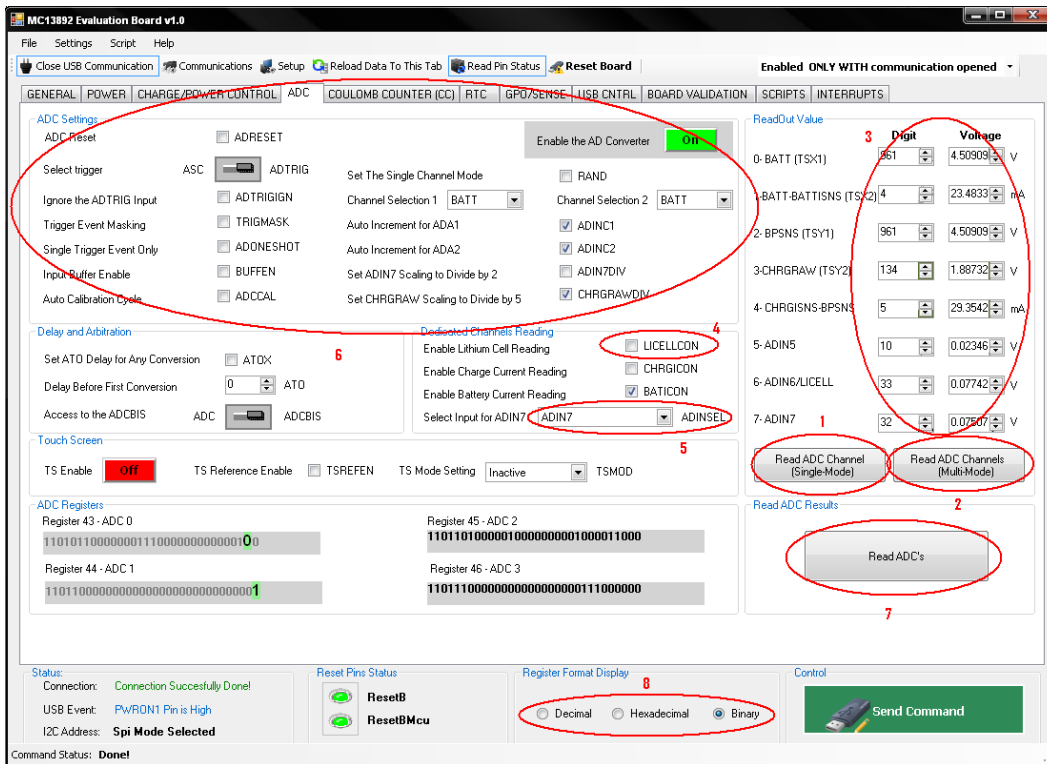 MC13892 Evaluation Board v1.0
File Settings Script Help
Close USB Communication Communications Setup Reload Data To This Tab Read Pin Status Reset Board Enabled ONLY WITH communication opened
GENERAL POWER CHARGE/POWER CONTROL ADC COULOMB COUNTER (CC) RTC GPO/SENSE USB CNTRL BOARD VALIDATION SCRIPTS INTERRUPTS
ADC Settings
ADC Reset ADRESET Enable the AD Converter On
Select trigger ASC ADTRIG Set The Single Channel Mode RAND
Ignore the ADTRIG Input ADTRIGIGN Channel Selection 1 BATT Channel Selection 2 BATT
Trigger Event Masking TRIGMASK Auto Increment for ADA1 ADINC1
Single Trigger Event Only ADONESHOT Auto Increment for ADA2 ADINC2
Input Buffer Enable BUFFEN Set ADIN7 Scaling to Divide by 2 ADIN7DIV
Auto Calibration Cycle ADCCAL Set CHRGRAW Scaling to Divide by 5 CHRGRAWDIV
ReadOut Value
3 Digit Voltage
0- BATT (TSX1) 961 4.50909 V
1-BATT-BATTISNS (TSX2) 4 23.4833 mA
2- BPSNS (TSY1) 961 4.50909 V
3-CHRGRAW (TSY2) 134 1.88732 V
4- CHRGISNS-BPSNS 5 29.3542 mA
5- ADIN5 10 0.02346 V
6- ADIN6/LICELL 33 0.07742 V
7- ADIN7 32 0.07507 V
1
Read ADC Channel (Single-Mode) Read ADC Channels (Multi-Mode)
2
Delay and Arbitration
6
Set ATO Delay for Any Conversion ATOX
Delay Before First Conversion 0 ATO
Access to the ADCBIS ADC ADCBIS
Dedicated Channels Reading
4
Enable Lithium Cell Reading LICELLCON
Enable Charge Current Reading CHRGICON
Enable Battery Current Reading BATICON
Select Input for ADIN7 ADIN7 ADINSEL
5
Touch Screen
TS Enable Off TS Reference Enable TSREFEN TS Mode Setting Inactive TSMOD
ADC Registers
Register 43 - ADC 0 Register 45 - ADC 2
Register 44 - ADC 1 Register 46 - ADC 3
Read ADC Results
Read ADC's
7
Status:
Connection: Connection Succesfully Done!
USB Event: PWRON1 Pin is High
I2C Address: Spi Mode Selected
Reset Pins Status
ResetB
ResetBMcu
Register Format Display
8
Decimal Hexadecimal Binary
Control
Send Command
Command Status: Done!